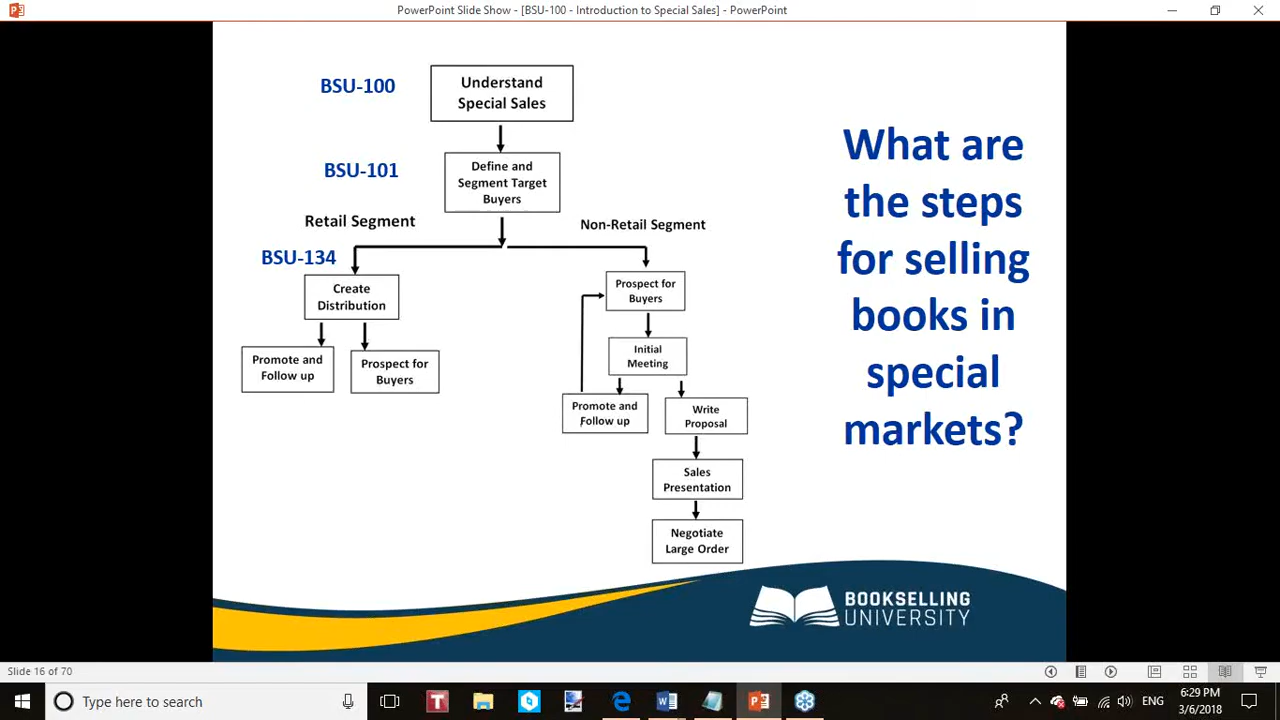 PowerPoint Slide Show - [BSU-100 - Introduction to Special Sales] - PowerPoint
BSU-100
Understand
Special Sales
BSU-101
Define and
Segment Target
Buyers
Retail Segment
Non-Retail Segment
BSU-134
Create
Distribution
Promote and
Follow up
Prospect for
Buyers
Prospect for
Buyers
Initial
Meeting
Promote and
Follow up
Write
Proposal
Sales
Presentation
Negotiate
Large Order
What are
the steps
for selling
books in
special
markets?
BOOKSELLING
UNIVERSITY
Slide 16 of 70
Type here to search
ENG
6:29 PM
3/6/2018